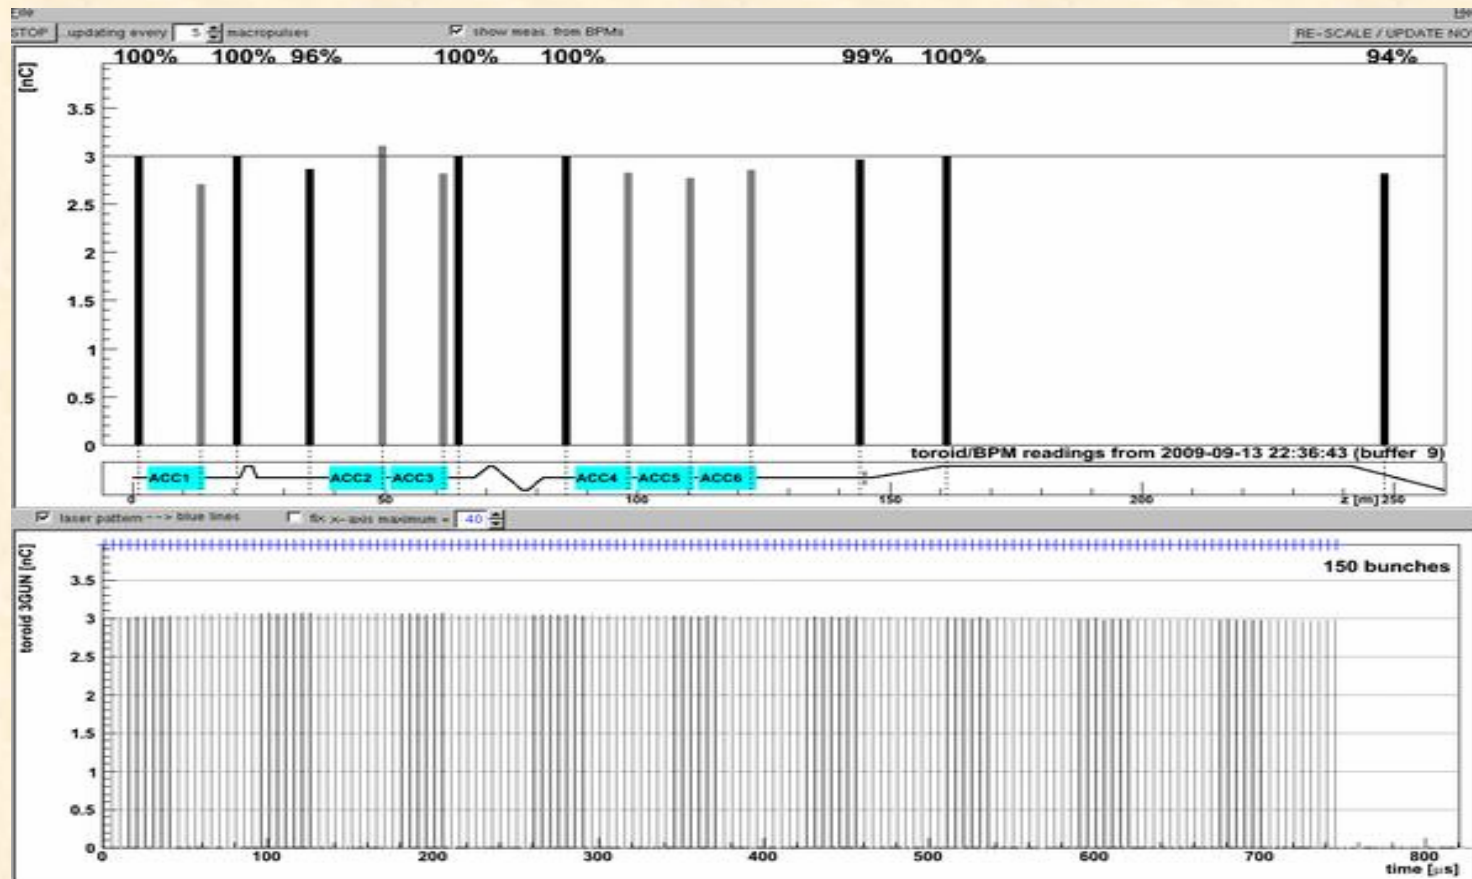 File
STOP updating every 5 macropulses show meas. from BPMs RE-SCALE / UPDATE NO
100% 100% 96% 100% 100% 99% 100% 94%
[nC]
3.5
3
2.5
2
1.5
1
0.5
0
toroid/BPM readings from 2009-09-13 22:36:43 (buffer 9)
ACC1 ACC2 ACC3 ACC4 ACC5 ACC6
0 50 100 150 200 z [m] 250
laser pattern ---> blue lines fix x-axis maximum = 40
toroid 3GUN [nC]
150 bunches
3.5
3
2.5
2
1.5
1
0.5
0
0 100 200 300 400 500 600 700 800
time [µs]